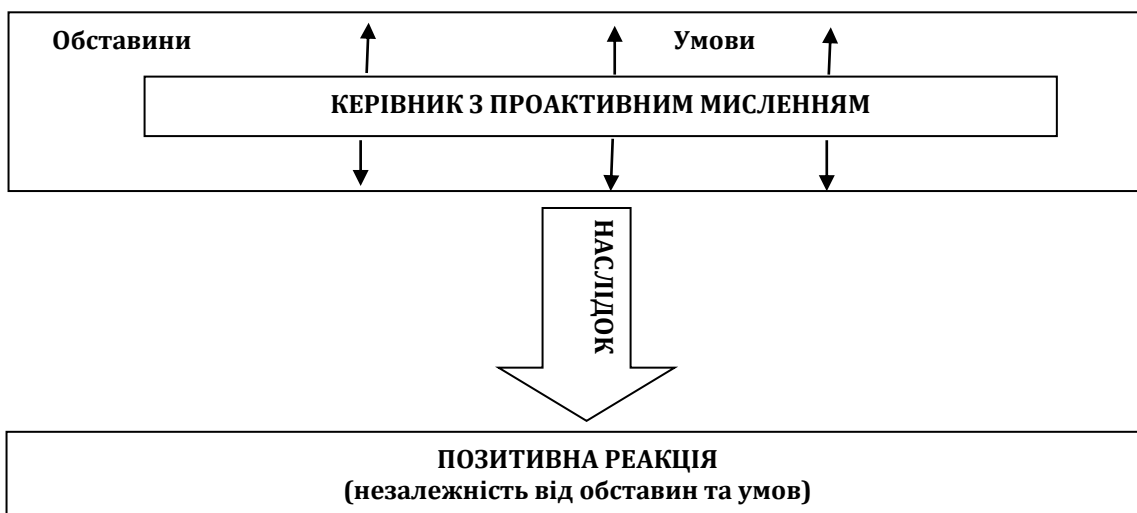 Обставини Умови
КЕРІВНИК З ПРОАКТИВНИМ МИСЛЕННЯМ
НАСЛІДОК
ПОЗИТИВНА РЕАКЦІЯ
(незалежність від обставин та умов)